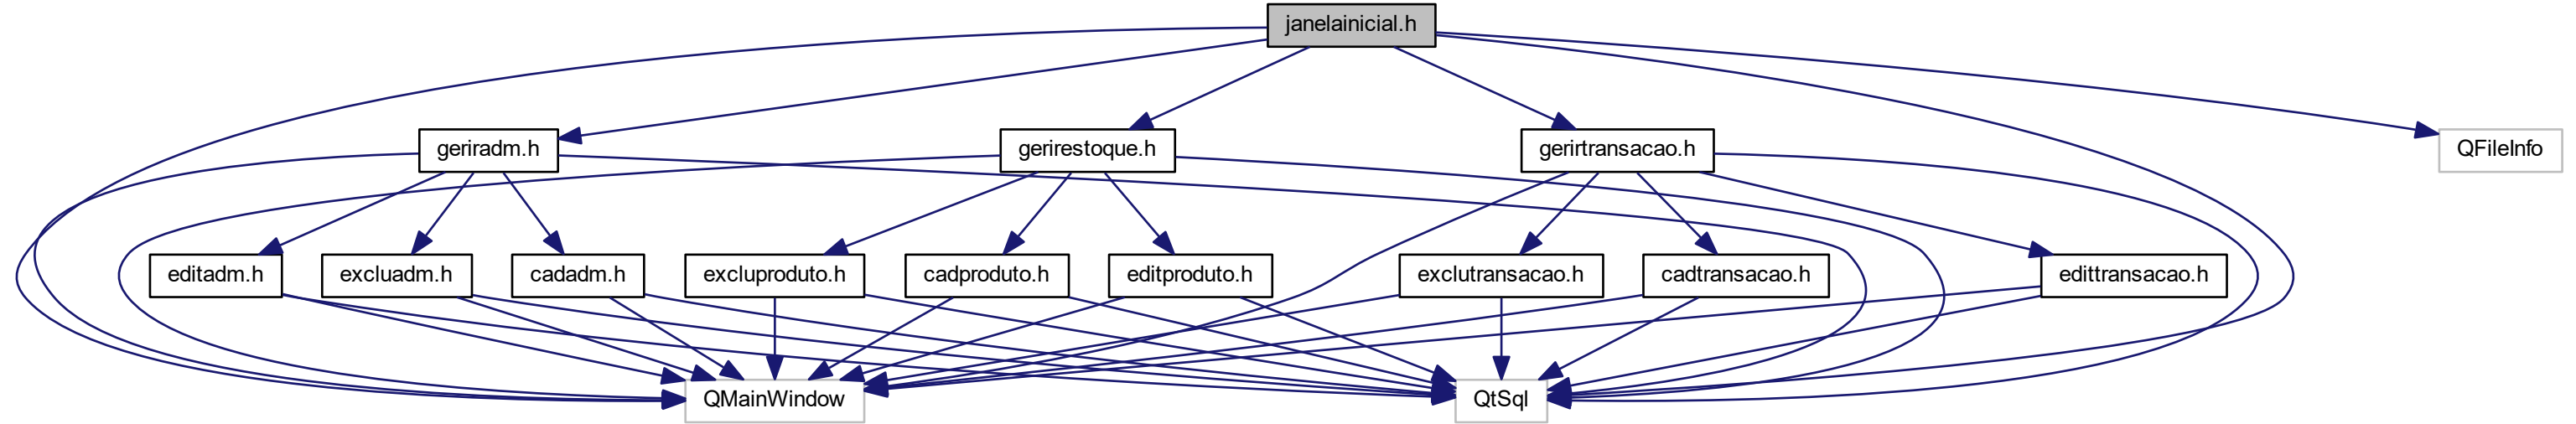 janelainicial.h
geriradm.h
gerirestoque.h
gerirtransacao.h
QFileInfo
editadm.h
excluadm.h
cadadm.h
excluproduto.h
cadproduto.h
editproduto.h
exclutransacao.h
cadtransacao.h
edittransacao.h
QMainWindow
QtSql